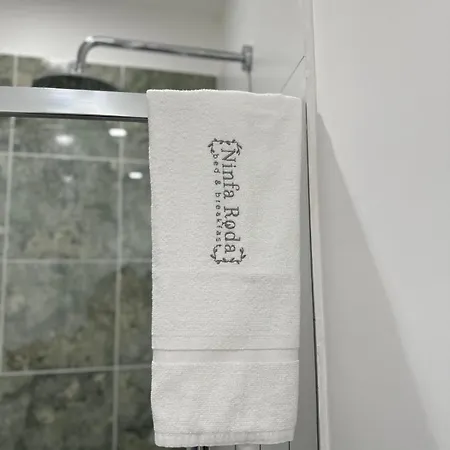 Ninfa Roda
bed & breakfast